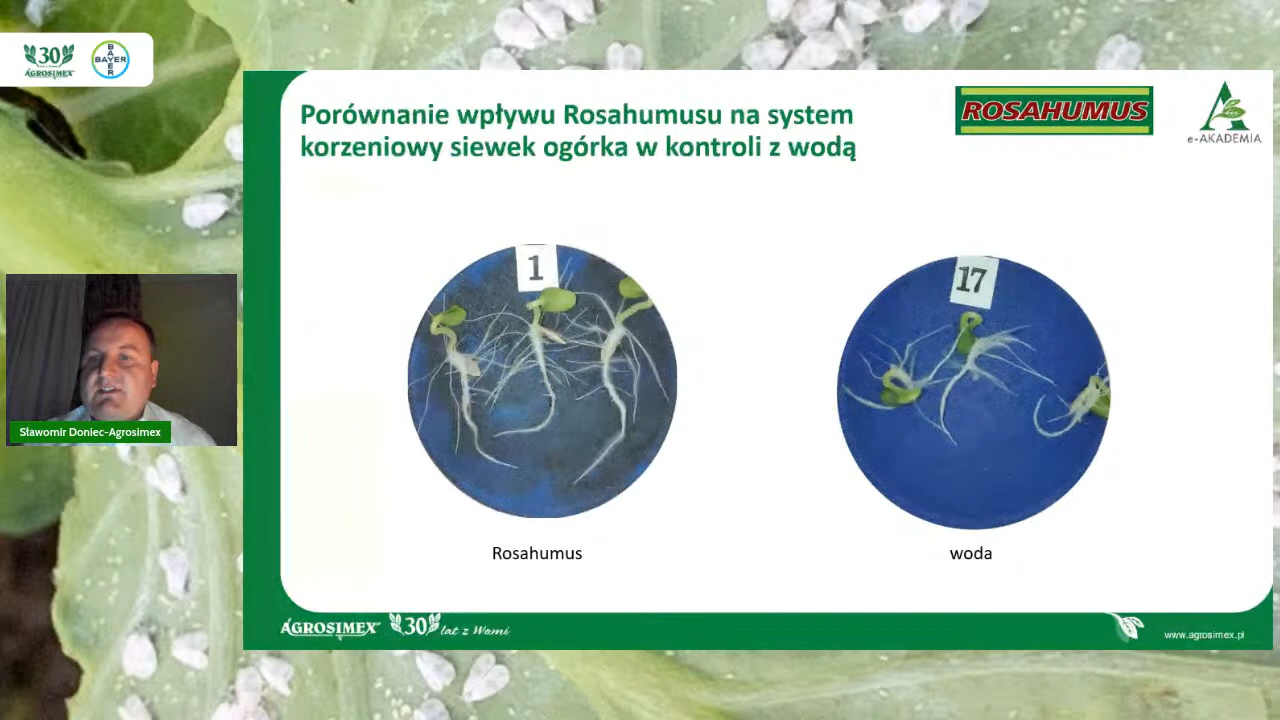 30
AGROSIMEX
BAYER
BAYER
Porównanie wpływu Rosahumusu na system
korzeniowy siewek ogórka w kontroli z wodą
ROSAHUMUS
e-AKADEMIA
1
17
Sławomir Doniec-Agrosimex
Rosahumus
woda
AGROSIMEX 30 lat z Wami
www.agrosimex.pl